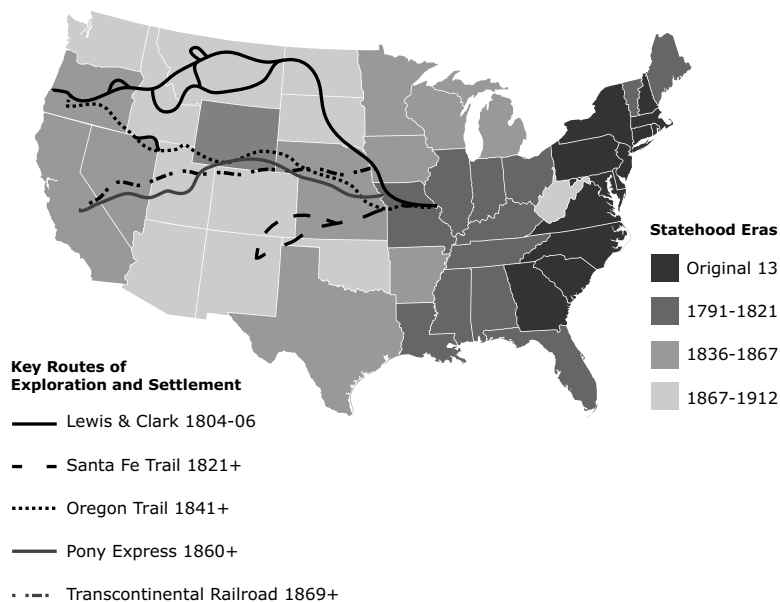 Statehood Eras
Original 13
1791-1821
1836-1867
1867-1912
Key Routes of
Exploration and Settlement
Lewis & Clark 1804-06
Santa Fe Trail 1821+
Oregon Trail 1841+
Pony Express 1860+
Transcontinental Railroad 1869+